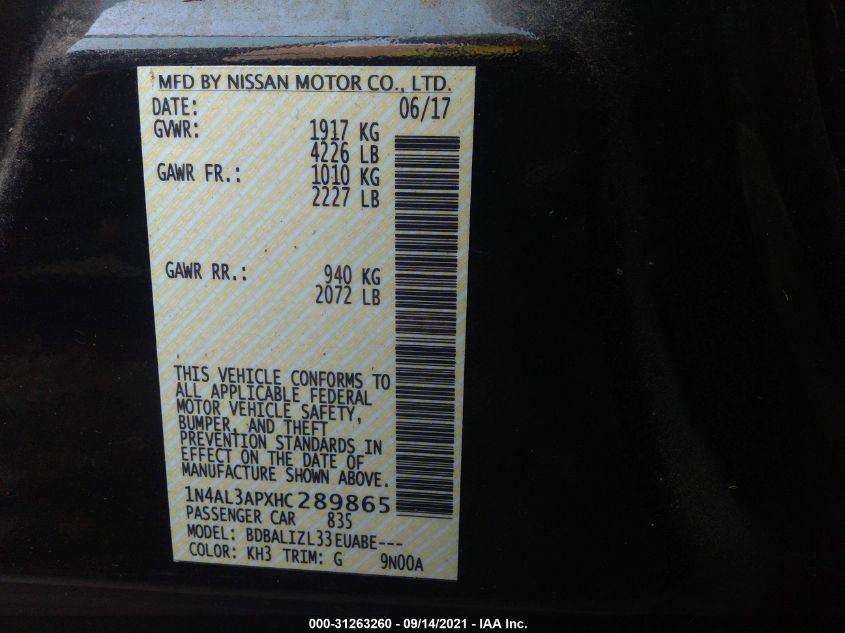 MFD BY NISSAN MOTOR CO., LTD.
DATE: 06/17
GVWR: 1917 KG
4226 LB
GAWR FR.: 1010 KG
2227 LB
GAWR RR.: 940 KG
2072 LB
THIS VEHICLE CONFORMS TO
ALL APPLICABLE FEDERAL
MOTOR VEHICLE SAFETY,
BUMPER, AND THEFT
PREVENTION STANDARDS IN
EFFECT ON THE DATE OF
MANUFACTURE SHOWN ABOVE.
1N4AL3APXHC289865
PASSENGER CAR 835
MODEL: BDBALIZL33EUABE---
COLOR: KH3 TRIM: G 9N00A
000-31263260 - 09/14/2021 - IAA Inc.